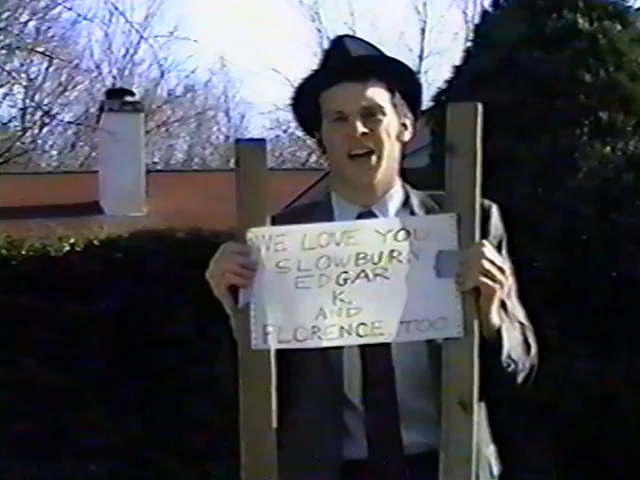 WE LOVE YOU
SLOWBURN
EDGAR
K.
AND
FLORENCE, TOO